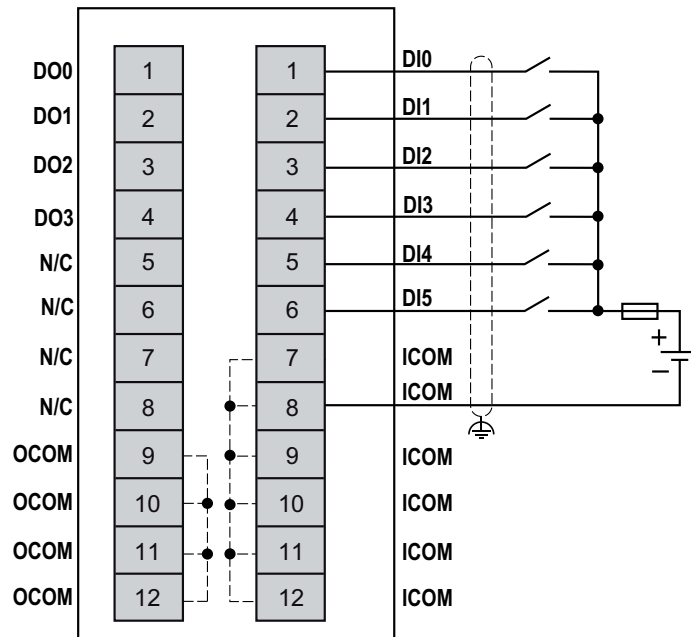 DO0 1 1 DI0
DO1 2 2 DI1
DO2 3 3 DI2
DO3 4 4 DI3
N/C 5 5 DI4
N/C 6 6 DI5
N/C 7 7 ICOM
N/C 8 8 ICOM
OCOM 9 9 ICOM
OCOM 10 10 ICOM
OCOM 11 11 ICOM
OCOM 12 12 ICOM
+
−